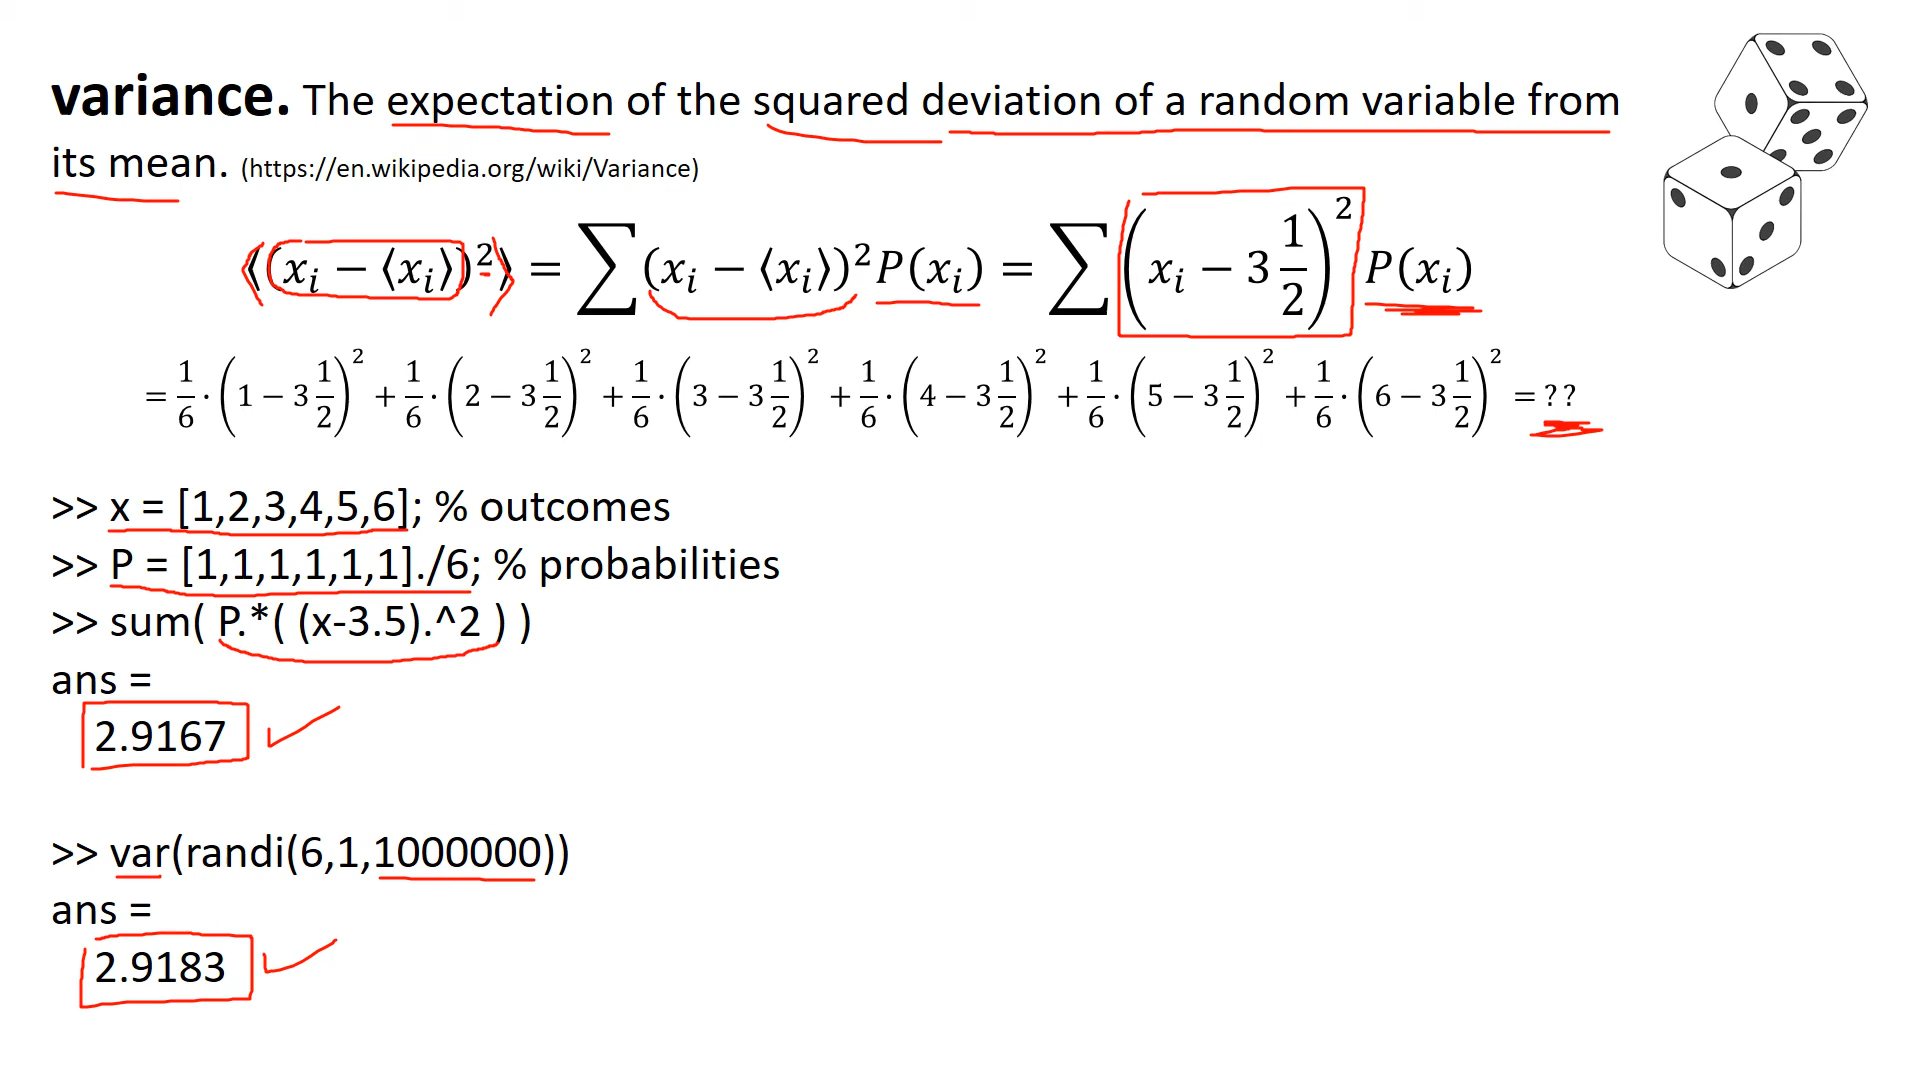 variance. The expectation of the squared deviation of a random variable from
its mean. (https://en.wikipedia.org/wiki/Variance)
⟨(xᵢ − ⟨xᵢ⟩)²⟩ = ∑(xᵢ − ⟨xᵢ⟩)²P(xᵢ) = ∑(xᵢ − 3 1/2)² P(xᵢ)
= 1/6 · (1 − 3 1/2)² + 1/6 · (2 − 3 1/2)² + 1/6 · (3 − 3 1/2)² + 1/6 · (4 − 3 1/2)² + 1/6 · (5 − 3 1/2)² + 1/6 · (6 − 3 1/2)² = ??
>> x = [1,2,3,4,5,6]; % outcomes
>> P = [1,1,1,1,1,1]./6; % probabilities
>> sum( P.*( (x-3.5).^2 ) )
ans =
2.9167
>> var(randi(6,1,1000000))
ans =
2.9183